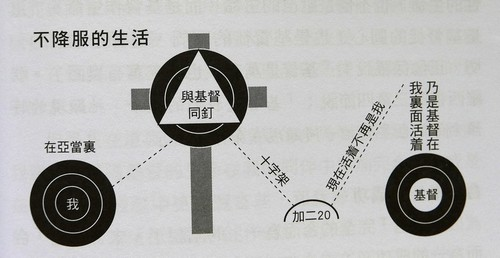 不降服的生活
與基督
同釘
在亞當裏
我
十字架
加二20
現在活着不再是我
乃是基督在
我裏面活着
基督